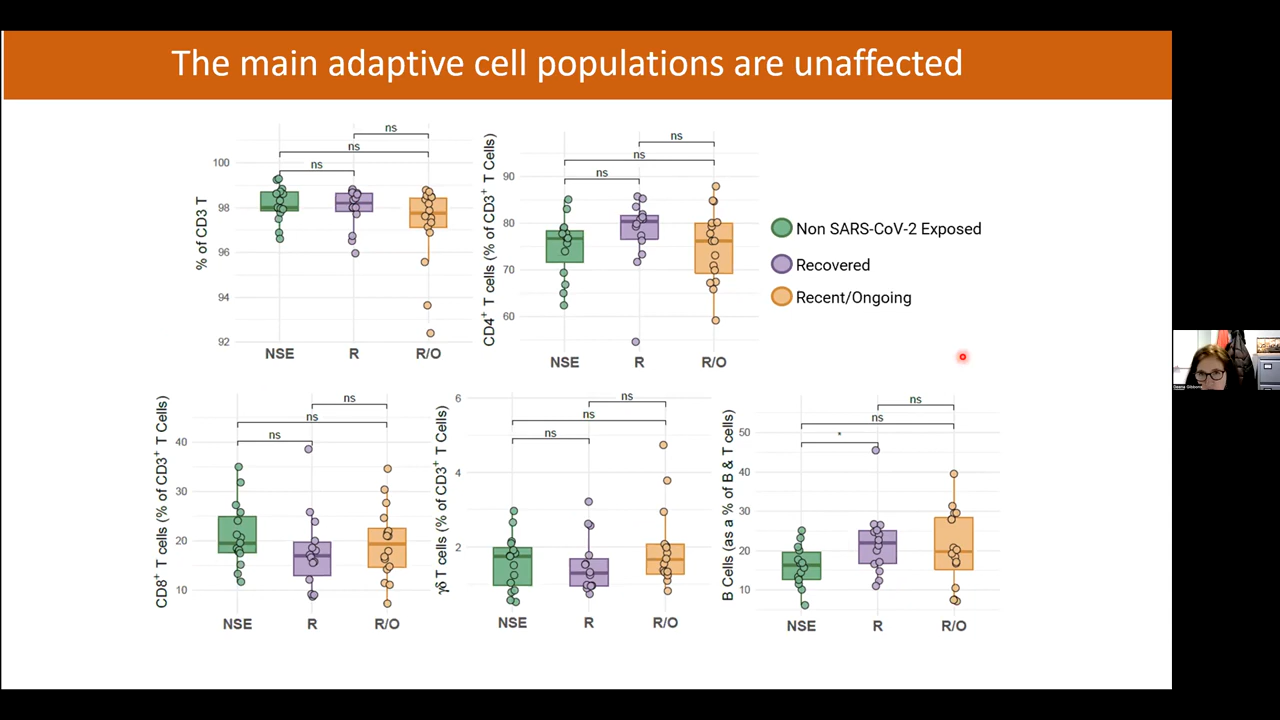 The main adaptive cell populations are unaffected
ns
ns
ns
% of CD3 T
100
98
96
94
92
NSE
R
R/O
ns
ns
ns
CD4+ T cells (% of CD3+ T Cells)
90
80
70
60
NSE
R
R/O
Non SARS-CoV-2 Exposed
Recovered
Recent/Ongoing
ns
ns
ns
CD8+ T cells (% of CD3+ T Cells)
40
30
20
10
NSE
R
R/O
ns
ns
ns
γδ T cells (% of CD3+ T Cells)
6
4
2
NSE
R
R/O
ns
ns
*
B Cells (as a % of B & T cells)
50
40
30
20
10
NSE
R
R/O